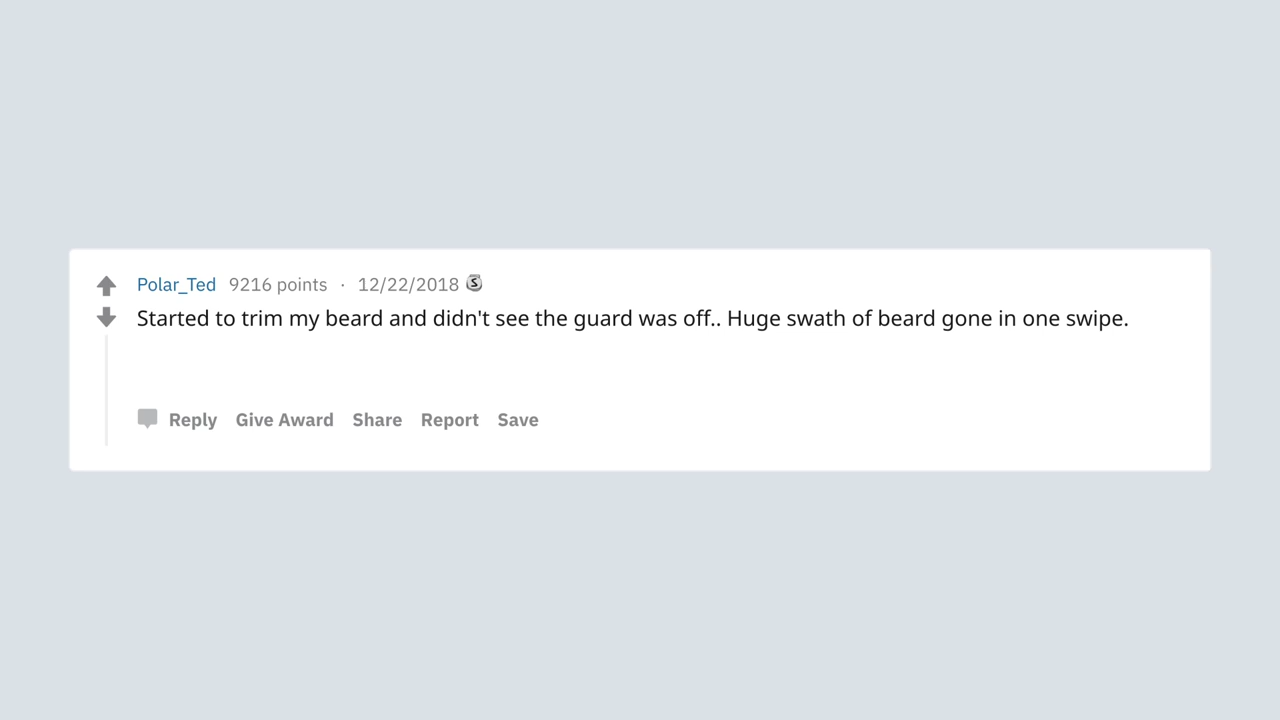 Polar_Ted 9216 points · 12/22/2018 S
Started to trim my beard and didn't see the guard was off.. Huge swath of beard gone in one swipe.
Reply Give Award Share Report Save